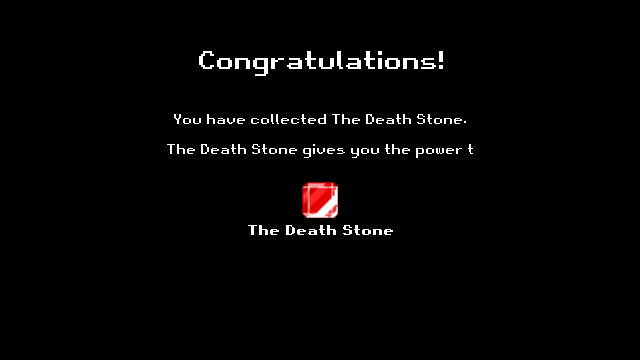 Congratulations!
You have collected The Death Stone.
The Death Stone gives you the power t
The Death Stone